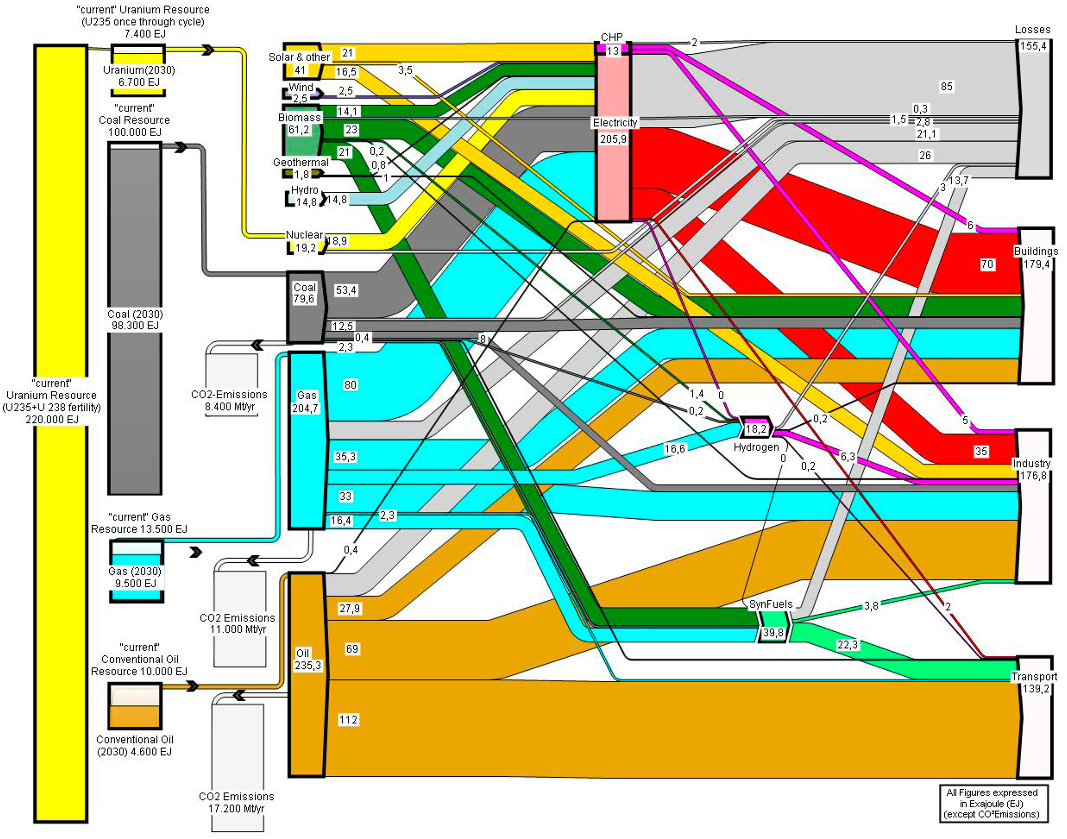 "current" Uranium Resource
(U235 once through cycle)
7.400 EJ
Uranium(2030)
6.700 EJ
"current"
Coal Resource
100.000 EJ
Coal (2030)
98.300 EJ
"current"
Uranium Resource
(U235+U 238 fertility)
220.000 EJ
"current" Gas
Resource 13.500 EJ
Gas (2030)
9.500 EJ
"current"
Conventional Oil
Resource 10.000 EJ
Conventional Oil
(2030) 4.600 EJ
CO2-Emissions
8.400 Mt/yr
CO2 Emissions
11.000 Mt/yr
CO2 Emissions
17.200 Mt/yr
Solar & other
41
Wind
2,5
Biomass
61,2
Geothermal
1,8
Hydro
14,8
Nuclear
19,2
Coal
79,6
Gas
204,7
Oil
235,3
21
16,5
3,5
2,5
14,1
23
21
0,2
0,8
1
14,8
18,9
53,4
12,5
0,4
2,3
8
80
35,3
33
16,4
2,3
0,4
27,9
69
112
CHP
13
Electricity
205,9
2
85
0,3
1,5
2,8
21,1
26
3
13,7
6
70
5
35
1,4
0
0,2
16,6
18,2
Hydrogen
0,2
6,3
0
0,2
SynFuels
39,8
3,8
2
22,3
Losses
155,4
Buildings
179,4
Industry
176,8
Transport
139,2
All Figures expressed
in Exajoule (EJ)
(except CO²Emissions)